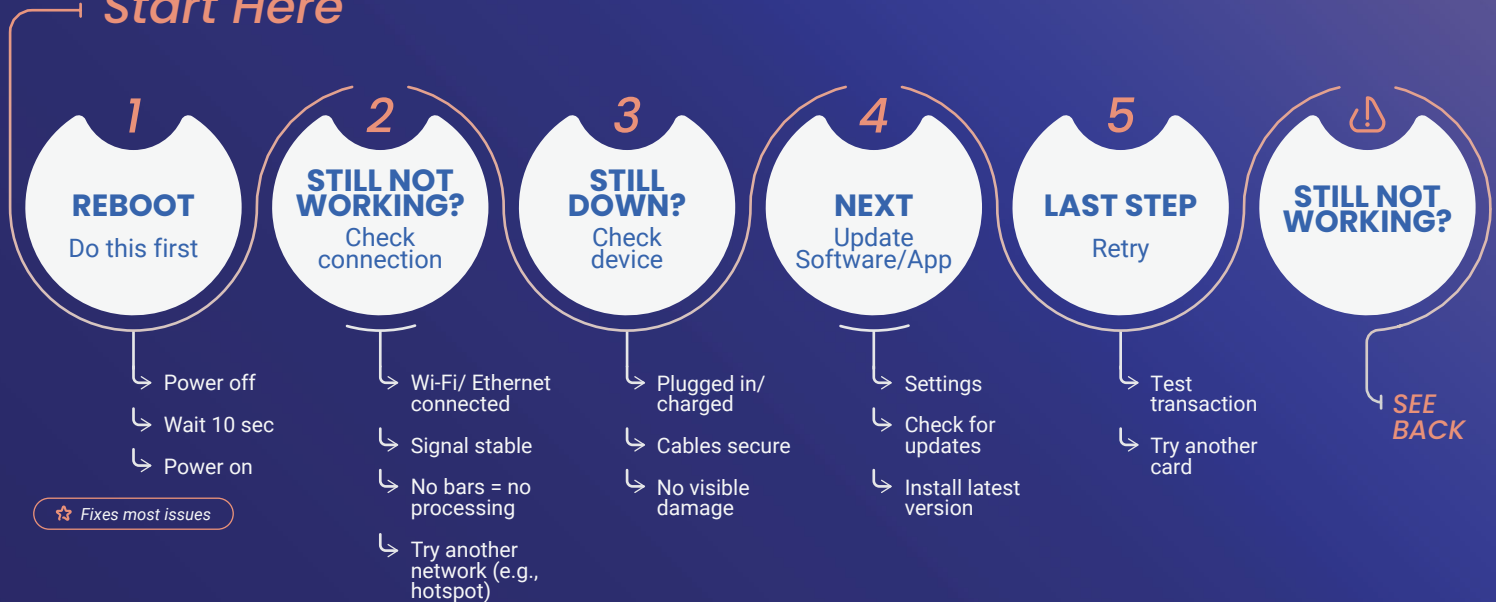 Start Here
1
REBOOT
Do this first
Power off
Wait 10 sec
Power on
Fixes most issues
2
STILL NOT
WORKING?
Check
connection
Wi-Fi/ Ethernet
connected
Signal stable
No bars = no
processing
Try another
network (e.g.,
hotspot)
3
STILL
DOWN?
Check
device
Plugged in/
charged
Cables secure
No visible
damage
4
NEXT
Update
Software/App
Settings
Check for
updates
Install latest
version
5
LAST STEP
Retry
Test
transaction
Try another
card
STILL NOT
WORKING?
SEE
BACK